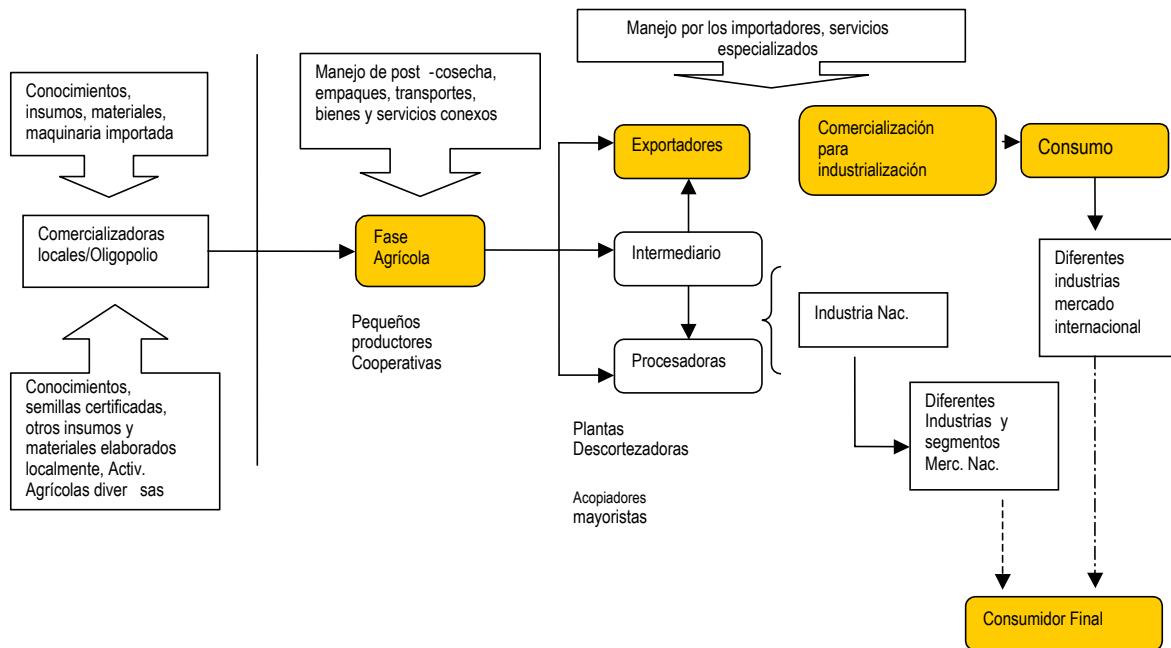 Manejo por los importadores, servicios
especializados
Conocimientos,
insumos, materiales,
maquinaria importada
Manejo de post -cosecha,
empaques, transportes,
bienes y servicios conexos
Exportadores
Comercialización
para
industrialización
Consumo
Comercializadoras
locales/Oligopolio
Fase
Agrícola
Intermediario
Diferentes
industrias
mercado
internacional
Pequeños
productores
Cooperativas
Industria Nac.
Procesadoras
Conocimientos,
semillas certificadas,
otros insumos y
materiales elaborados
localmente, Activ.
Agrícolas diver sas
Plantas
Descortezadoras
Diferentes
Industrias y
segmentos
Merc. Nac.
Acopiadores
mayoristas
Consumidor Final